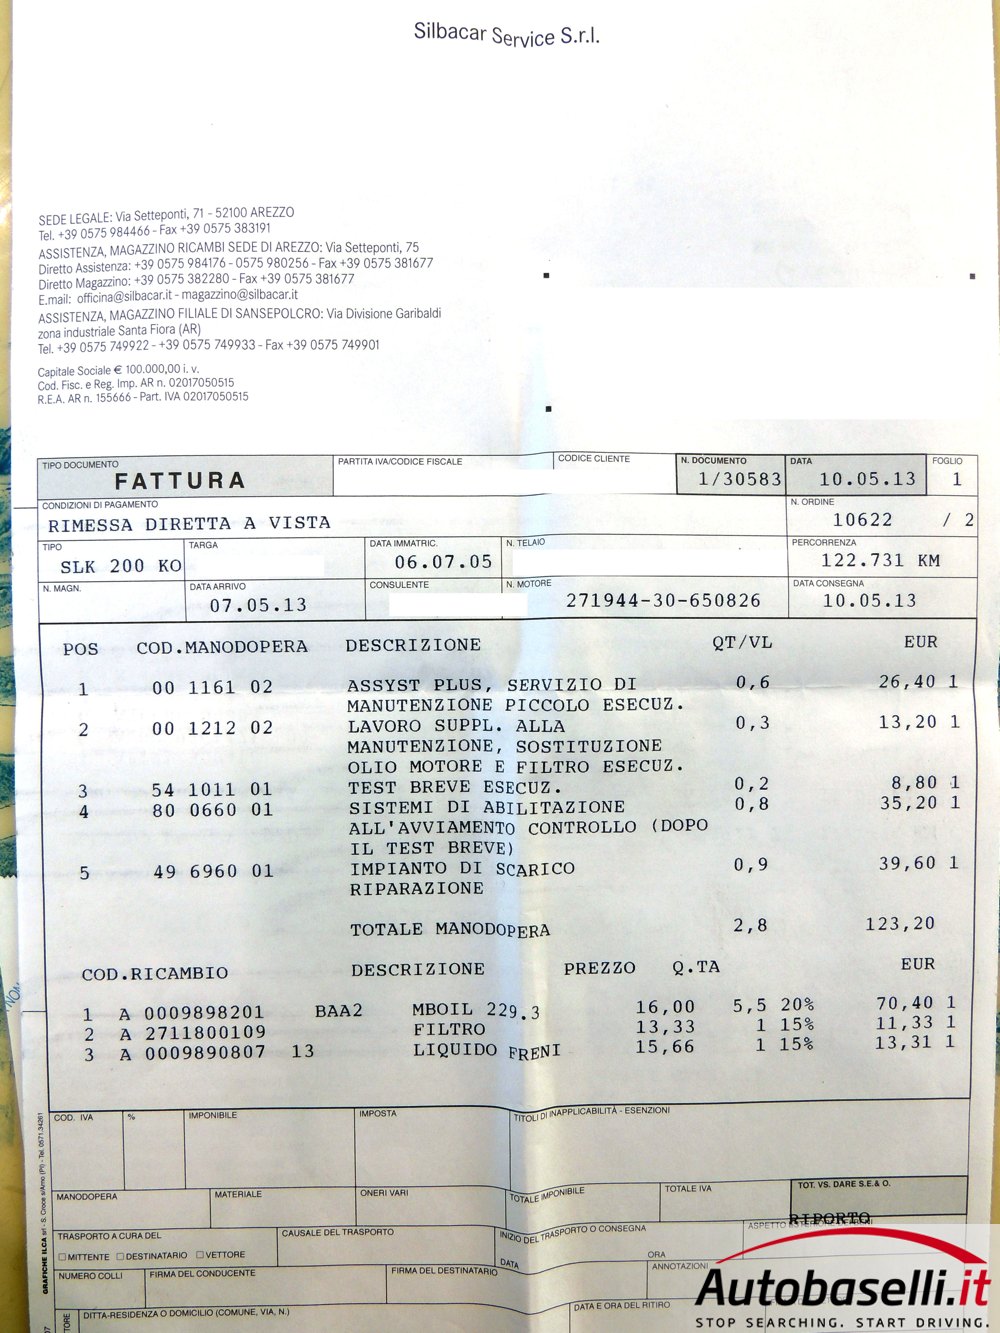 Silbacar Service S.r.l.
SEDE LEGALE: Via Setteponti, 71 - 52100 AREZZO
Tel. +39 0575 984466 - Fax +39 0575 383191
ASSISTENZA, MAGAZZINO RICAMBI SEDE DI AREZZO: Via Setteponti, 75
Diretto Assistenza: +39 0575 984176 - 0575 980256 - Fax +39 0575 381677
Diretto Magazzino: +39 0575 382280 - Fax +39 0575 381677
E.mail: officina@silbacar.it - magazzino@silbacar.it
ASSISTENZA, MAGAZZINO FILIALE DI SANSEPOLCRO: Via Divisione Garibaldi
zona industriale Santa Fiora (AR)
Tel. +39 0575 749922 - +39 0575 749933 - Fax +39 0575 749901
Capitale Sociale € 100.000,00 i. v.
Cod. Fisc. e Reg. Imp. AR n. 02017050515
R.E.A. AR n. 155666 - Part. IVA 02017050515
TIPO DOCUMENTO PARTITA IVA/CODICE FISCALE CODICE CLIENTE N. DOCUMENTO DATA FOGLIO
FATTURA 1/30583 10.05.13 1
CONDIZIONI DI PAGAMENTO N. ORDINE
RIMESSA DIRETTA A VISTA 10622 / 2
TIPO TARGA DATA IMMATRIC. N. TELAIO PERCORRENZA
SLK 200 KO 06.07.05 122.731 KM
N. MAGN. DATA ARRIVO CONSULENTE N. MOTORE DATA CONSEGNA
07.05.13 271944-30-650826 10.05.13
POS COD.MANODOPERA DESCRIZIONE QT/VL EUR
1 00 1161 02 ASSYST PLUS, SERVIZIO DI 0,6 26,40 1
MANUTENZIONE PICCOLO ESECUZ.
2 00 1212 02 LAVORO SUPPL. ALLA 0,3 13,20 1
MANUTENZIONE, SOSTITUZIONE
OLIO MOTORE E FILTRO ESECUZ.
3 54 1011 01 TEST BREVE ESECUZ. 0,2 8,80 1
4 80 0660 01 SISTEMI DI ABILITAZIONE 0,8 35,20 1
ALL'AVVIAMENTO CONTROLLO (DOPO
IL TEST BREVE)
5 49 6960 01 IMPIANTO DI SCARICO 0,9 39,60 1
RIPARAZIONE
TOTALE MANODOPERA 2,8 123,20
COD.RICAMBIO DESCRIZIONE PREZZO Q.TA EUR
1 A 0009898201 BAA2 MBOIL 229.3 16,00 5,5 20% 70,40 1
2 A 2711800109 FILTRO 13,33 1 15% 11,33 1
3 A 0009890807 13 LIQUIDO FRENI 15,66 1 15% 13,31 1
COD. IVA % IMPONIBILE IMPOSTA TITOLI DI INAPPLICABILITÀ - ESENZIONI
MANODOPERA MATERIALE ONERI VARI TOTALE IMPONIBILE TOTALE IVA TOT. VS. DARE S.E.& O.
RIPORTO
TRASPORTO A CURA DEL CAUSALE DEL TRASPORTO INIZIO DEL TRASPORTO O CONSEGNA ASPETTO ESTERIORE DEI BENI
MITTENTE DESTINATARIO VETTORE DATA ORA
NUMERO COLLI FIRMA DEL CONDUCENTE FIRMA DEL DESTINATARIO ANNOTAZIONI
DITTA-RESIDENZA O DOMICILIO (COMUNE, VIA, N.) DATA E ORA DEL RITIRO
GRAFICHE ILCA srl - S. Croce s/Arno (PI) - Tel. 0571.34261
Autobaselli.it
STOP SEARCHING. START DRIVING.